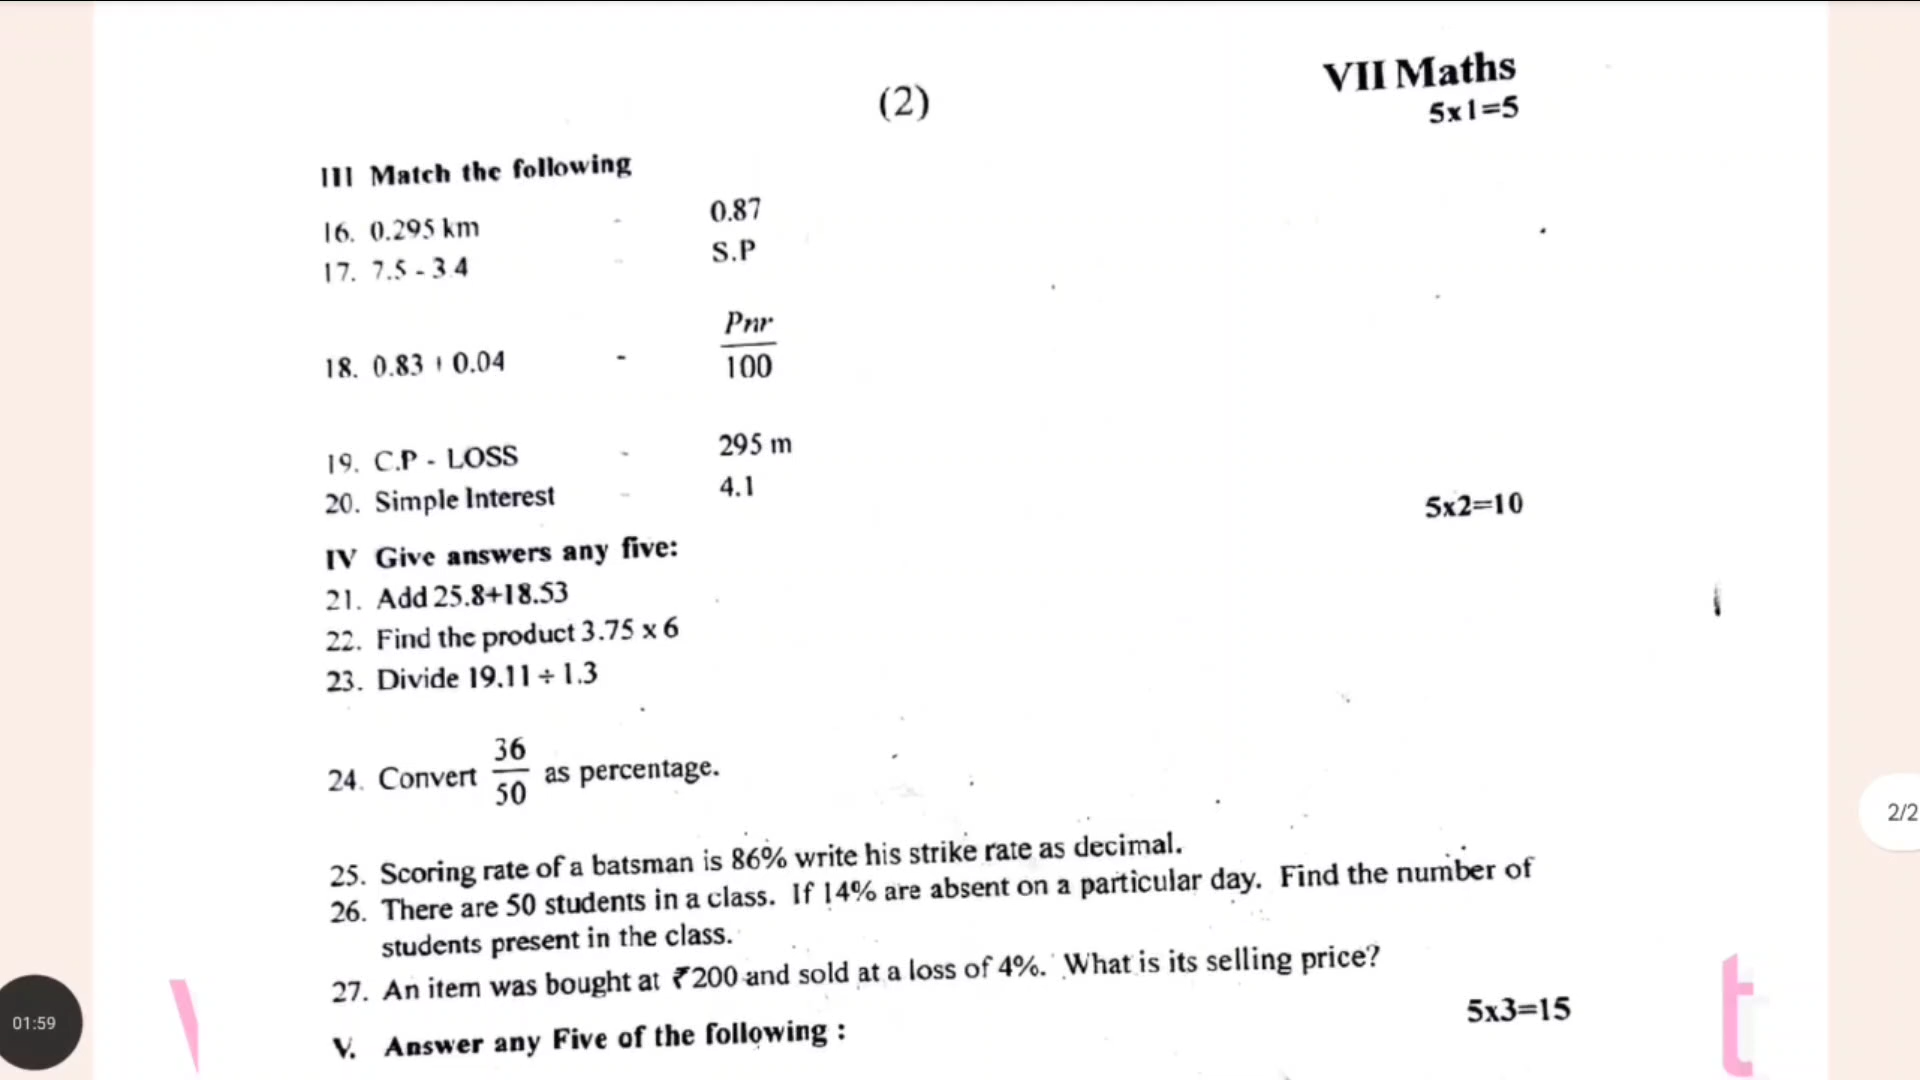 VII Maths
(2)
5x1=5
III Match the following
16. 0.295 km - 0.87
17. 7.5 - 3.4 - S.P
18. 0.83 + 0.04 - Pnr/100
19. C.P - LOSS - 295 m
20. Simple Interest - 4.1
5x2=10
IV Give answers any five:
21. Add 25.8+18.53
22. Find the product 3.75 x 6
23. Divide 19.11 ÷ 1.3
24. Convert 36/50 as percentage.
25. Scoring rate of a batsman is 86% write his strike rate as decimal.
26. There are 50 students in a class. If 14% are absent on a particular day. Find the number of
students present in the class.
27. An item was bought at ₹200 and sold at a loss of 4%. What is its selling price?
5x3=15
V. Answer any Five of the following :
2/2
01:59
t